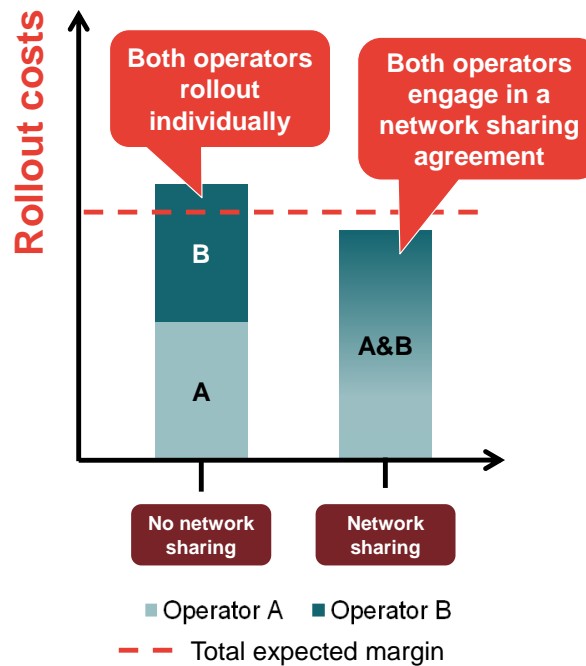 Rollout costs
Both operators
rollout
individually
Both operators
engage in a
network sharing
agreement
B
A
A&B
No network
sharing
Network
sharing
Operator A
Operator B
Total expected margin